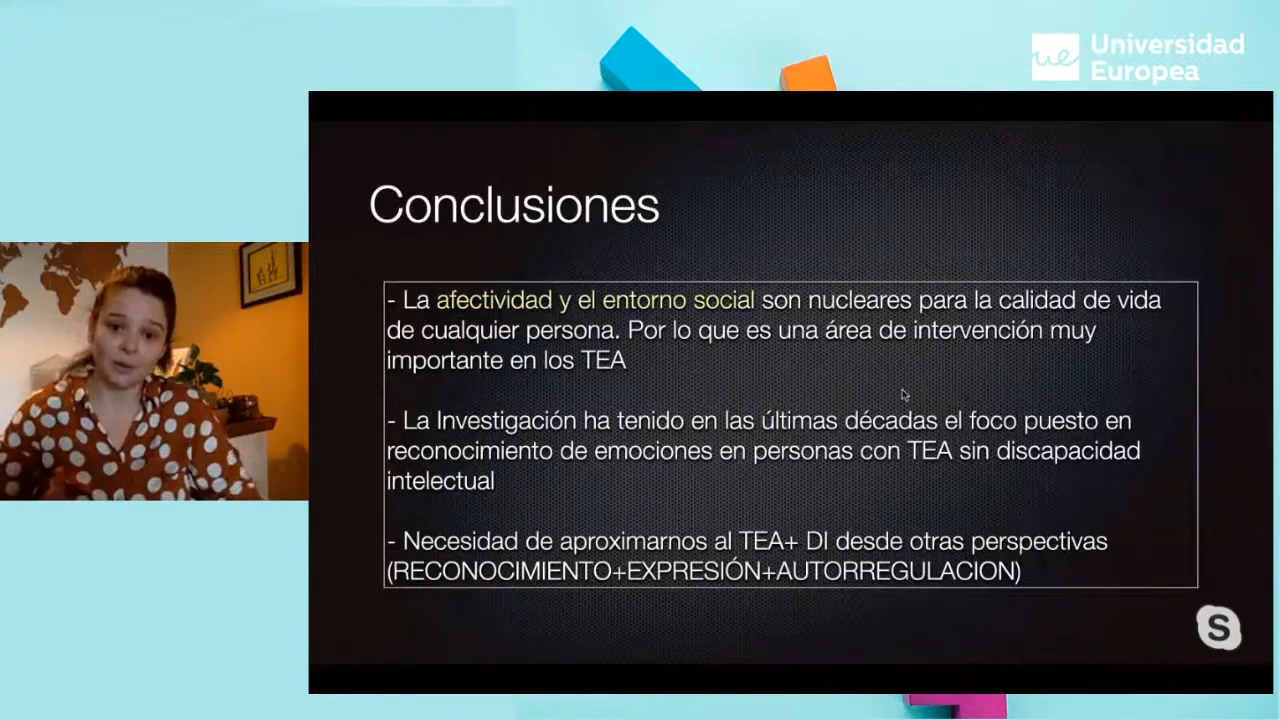 Universidad
Europea
Conclusiones
- La afectividad y el entorno social son nucleares para la calidad de vida
de cualquier persona. Por lo que es una área de intervención muy
importante en los TEA
- La Investigación ha tenido en las últimas décadas el foco puesto en
reconocimiento de emociones en personas con TEA sin discapacidad
intelectual
- Necesidad de aproximarnos al TEA+ DI desde otras perspectivas
(RECONOCIMIENTO+EXPRESIÓN+AUTORREGULACION)
S